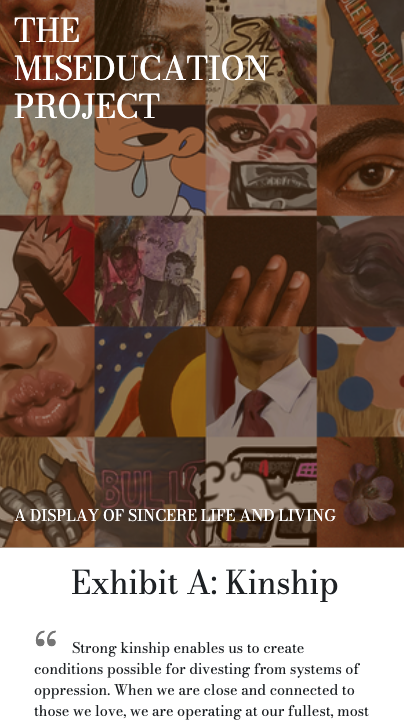 THE
MISEDUCATION
PROJECT
SAL
BULLS
A DISPLAY OF SINCERE LIFE AND LIVING
Exhibit A: Kinship
“ Strong kinship enables us to create
conditions possible for divesting from systems of
oppression. When we are close and connected to
those we love, we are operating at our fullest, most